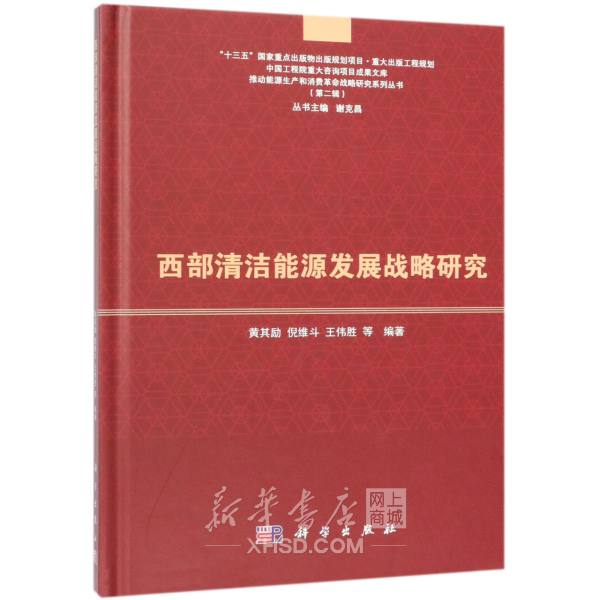 “十三五”国家重点出版物出版规划项目·重大出版工程规划
中国工程院重大咨询项目成果文库
推动能源生产和消费革命战略研究系列丛书
（第二辑）
丛书主编 谢克昌
西部清洁能源发展战略研究
黄其励 倪维斗 王伟胜 等 编著
新华书店
网上
商城
XHSD.COM
科学出版社